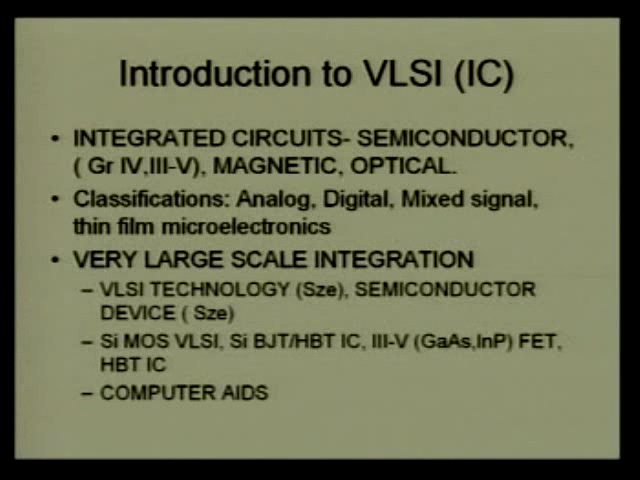 Introduction to VLSI (IC)
• INTEGRATED CIRCUITS- SEMICONDUCTOR,
( Gr IV,III-V), MAGNETIC, OPTICAL.
• Classifications: Analog, Digital, Mixed signal,
thin film microelectronics
• VERY LARGE SCALE INTEGRATION
– VLSI TECHNOLOGY (Sze), SEMICONDUCTOR
DEVICE ( Sze)
– Si MOS VLSI, Si BJT/HBT IC, III-V (GaAs,InP) FET,
HBT IC
– COMPUTER AIDS